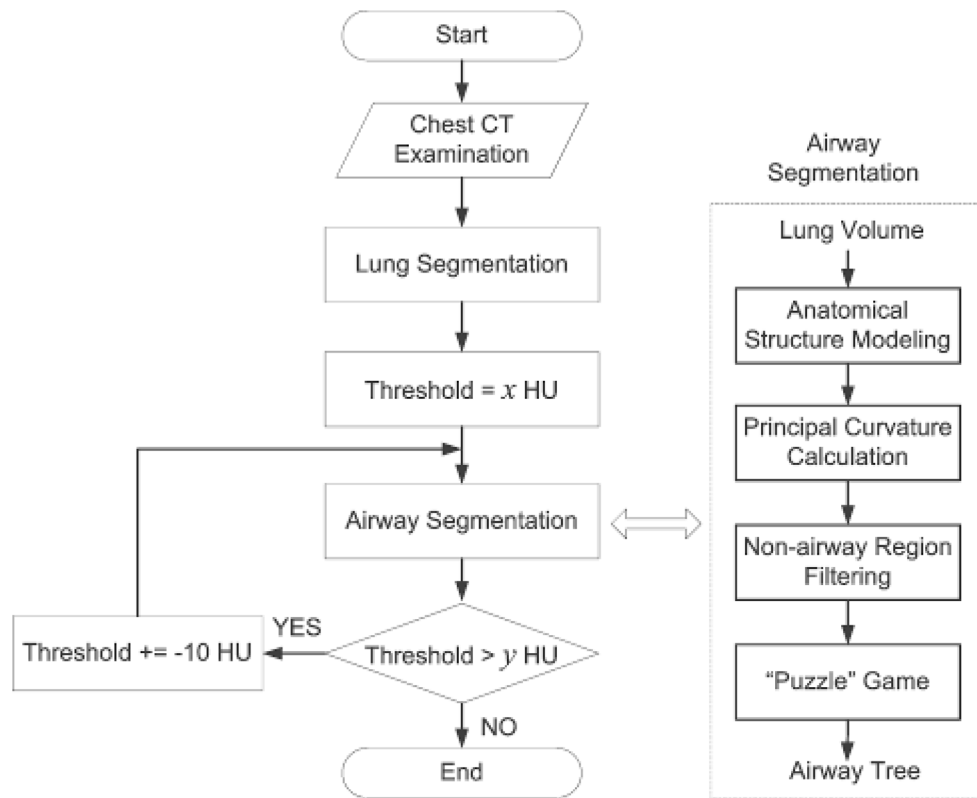 Start
Chest CT
Examination
Lung Segmentation
Threshold = x HU
Airway Segmentation
Threshold > y HU
YES
Threshold += -10 HU
NO
End
Airway
Segmentation
Lung Volume
Anatomical
Structure Modeling
Principal Curvature
Calculation
Non-airway Region
Filtering
“Puzzle” Game
Airway Tree